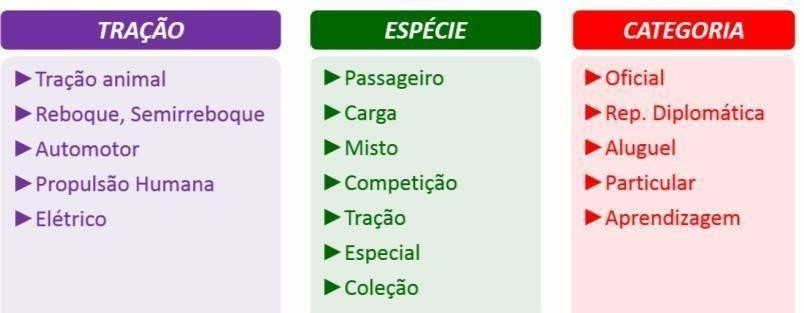 TRAÇÃO
►Tração animal
►Reboque, Semirreboque
►Automotor
►Propulsão Humana
►Elétrico
ESPÉCIE
►Passageiro
►Carga
►Misto
►Competição
►Tração
►Especial
►Coleção
CATEGORIA
►Oficial
►Rep. Diplomática
►Aluguel
►Particular
►Aprendizagem